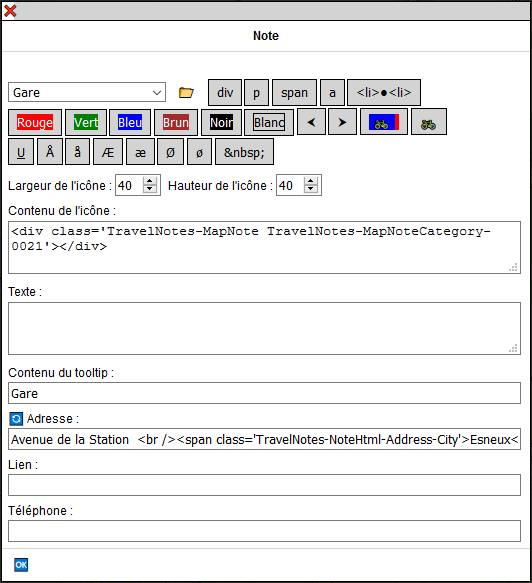 Note
Gare div p span a <li>●<li>
Rouge Vert Bleu Brun Noir Blanc ⮜ ⮞
U Å å Æ æ Ø ø &nbsp;
Largeur de l'icône : 40 Hauteur de l'icône : 40
Contenu de l'icône :
<div class='TravelNotes-MapNote TravelNotes-MapNoteCategory-
0021'></div>
Texte :
Contenu du tooltip :
Gare
Adresse :
Avenue de la Station <br /><span class='TravelNotes-NoteHtml-Address-City'>Esneux<
Lien :
Téléphone :
OK